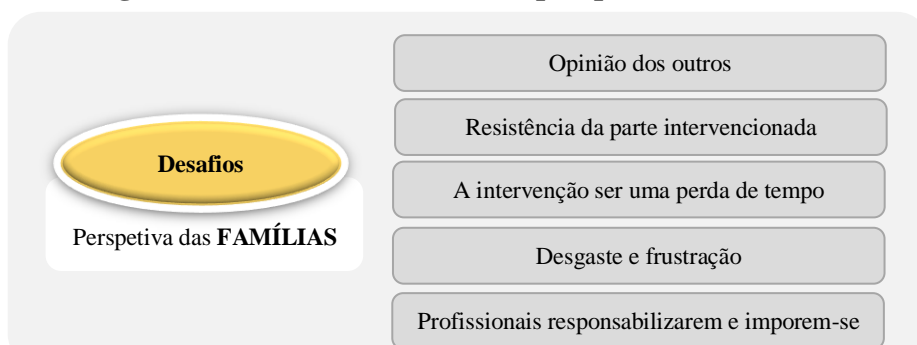 Desafios
Perspetiva das FAMÍLIAS
Opinião dos outros
Resistência da parte intervencionada
A intervenção ser uma perda de tempo
Desgaste e frustração
Profissionais responsabilizarem e imporem-se